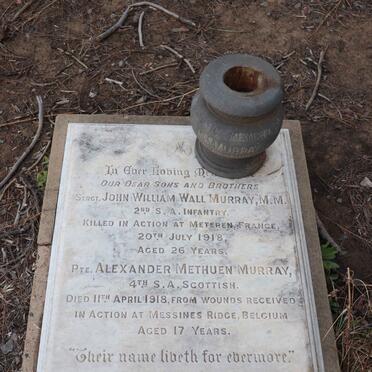 In Ever Loving
Our Dear Sons and Brothers
Sergt. John William Wall Murray, M.M.
2nd S.A. Infantry.
Killed in Action at Meteren, France,
20th July 1918.
Aged 26 Years.
Pte. Alexander Methuen Murray,
4th S.A. Scottish.
Died 11th April 1918, from wounds received
in Action at Messines Ridge, Belgium
Aged 17 Years.
"Their name liveth for evermore."
MURRAY